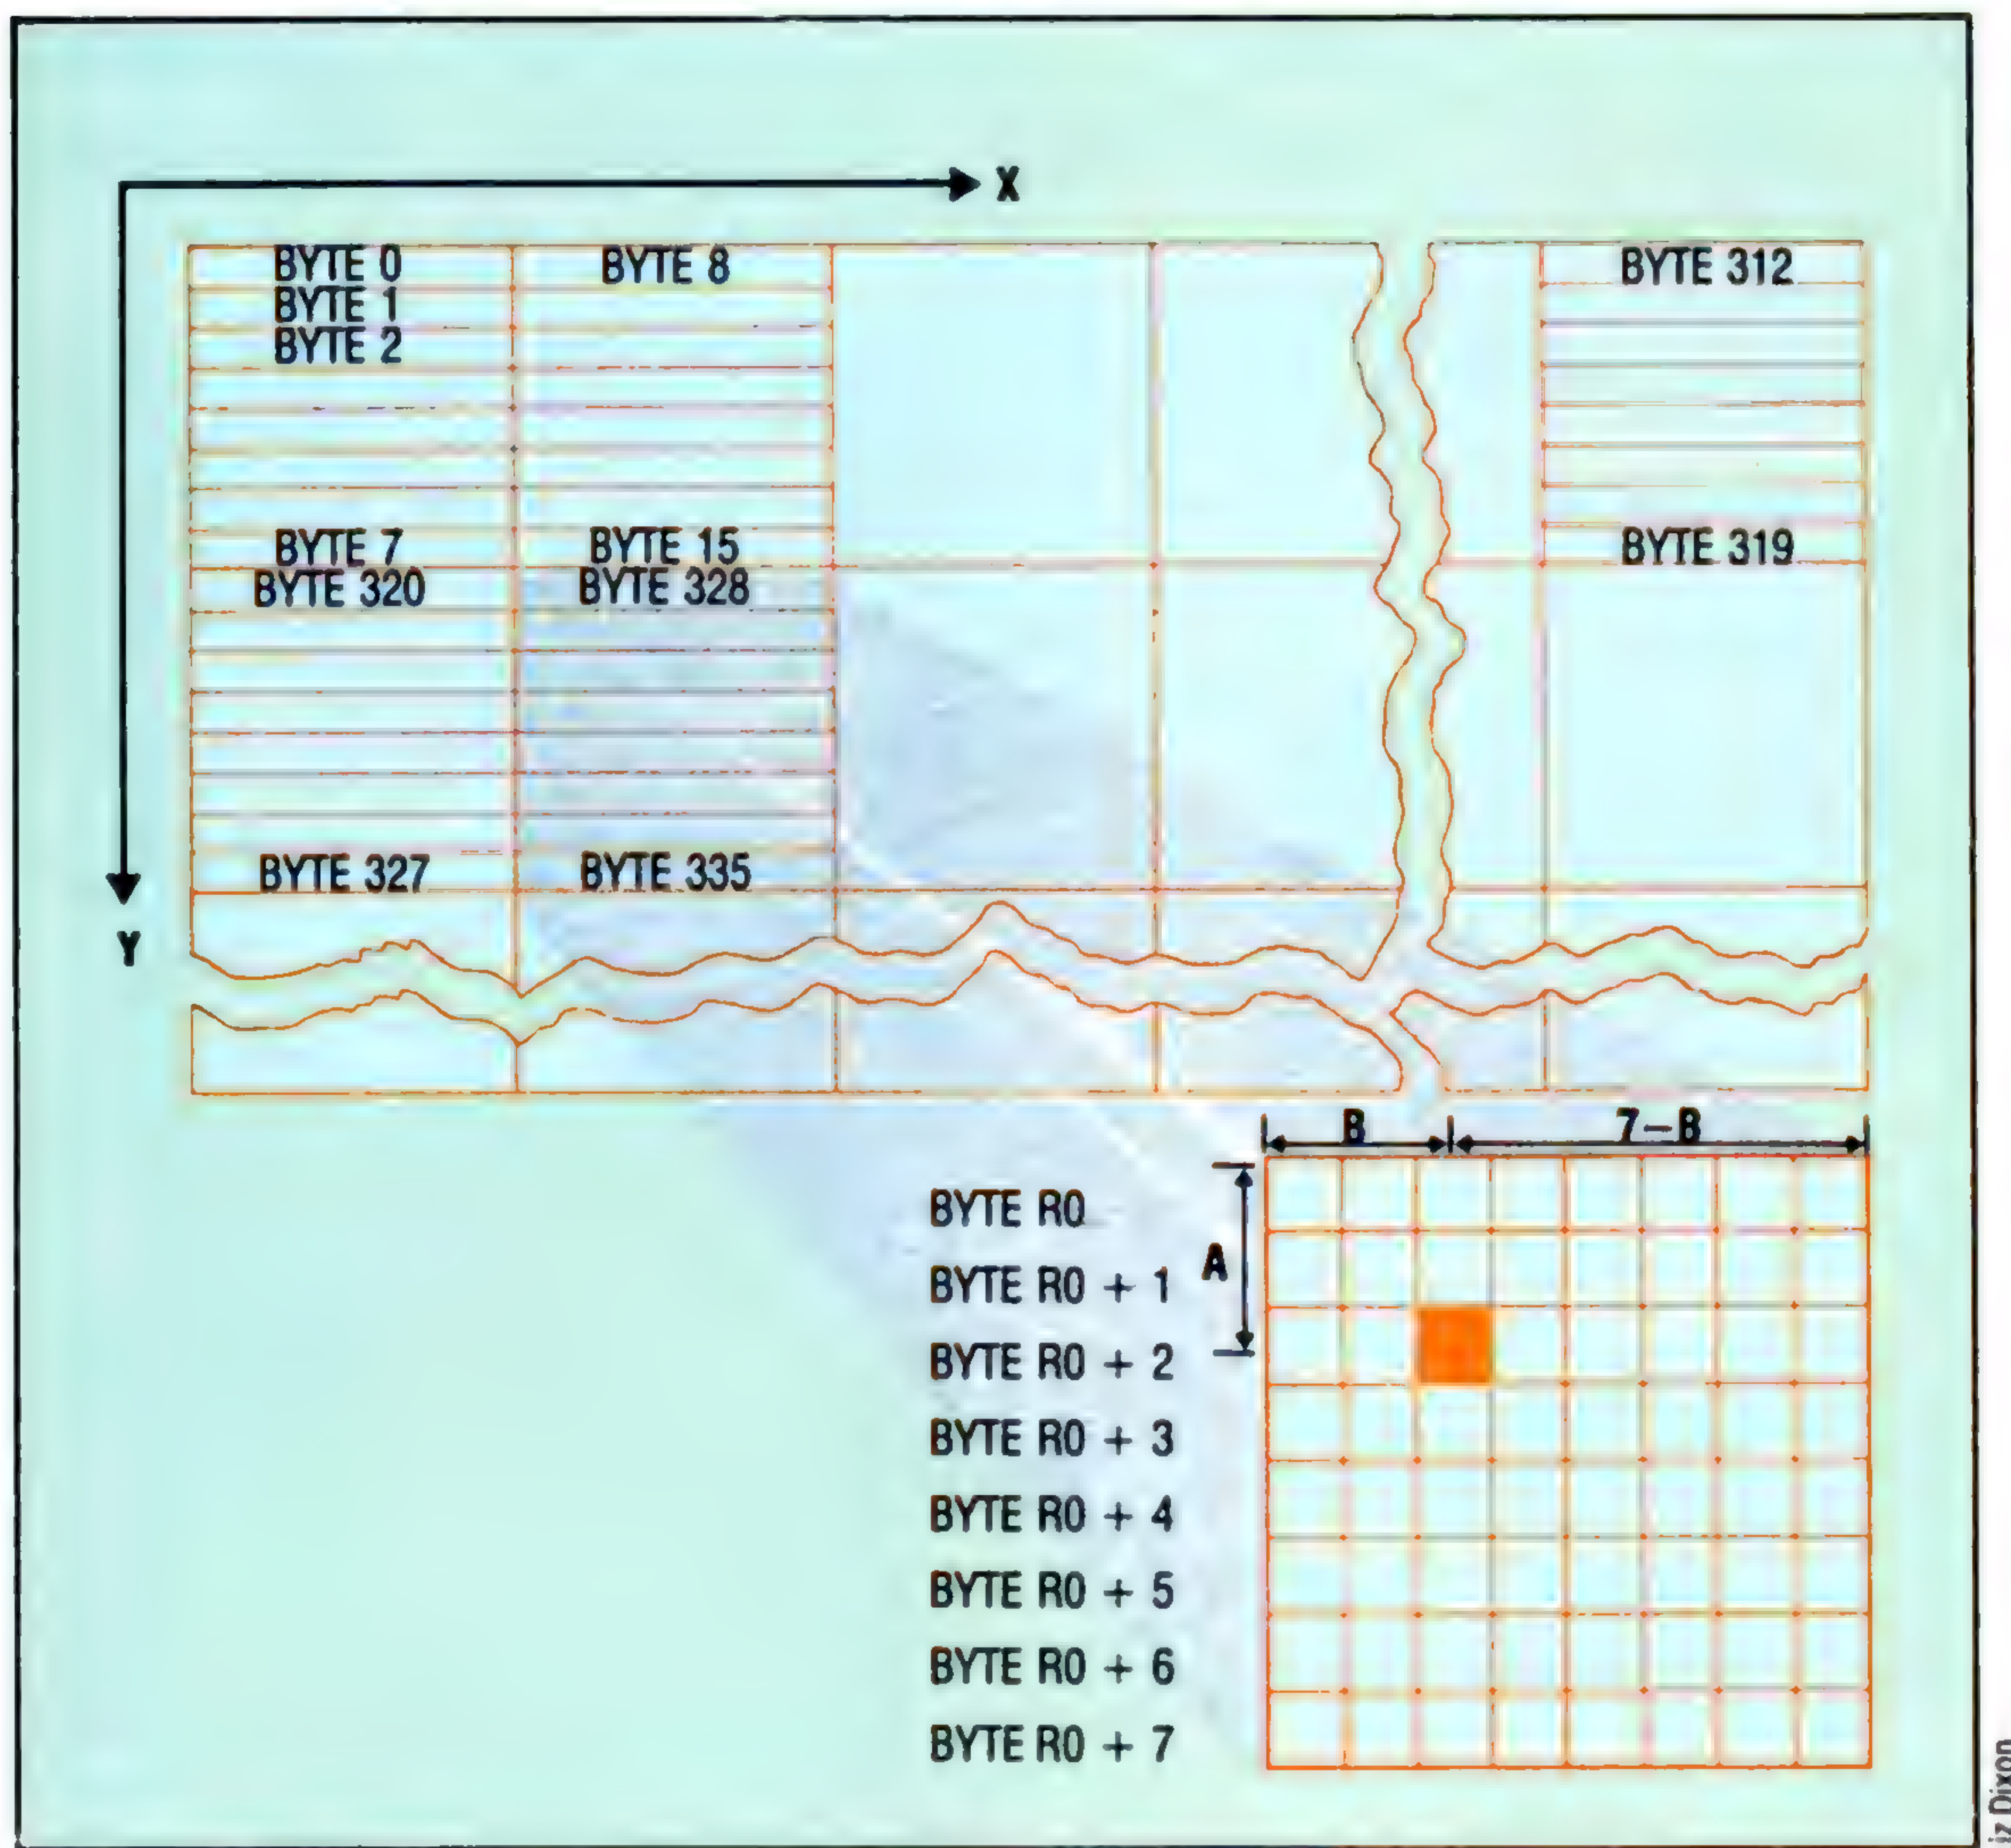 X
BYTE 0 BYTE 8 BYTE 312
BYTE 1
BYTE 2
BYTE 7 BYTE 15 BYTE 319
BYTE 320 BYTE 328
BYTE 327 BYTE 335
Y
B 7–B
A
BYTE R0
BYTE R0 + 1
BYTE R0 + 2
BYTE R0 + 3
BYTE R0 + 4
BYTE R0 + 5
BYTE R0 + 6
BYTE R0 + 7
Dixon